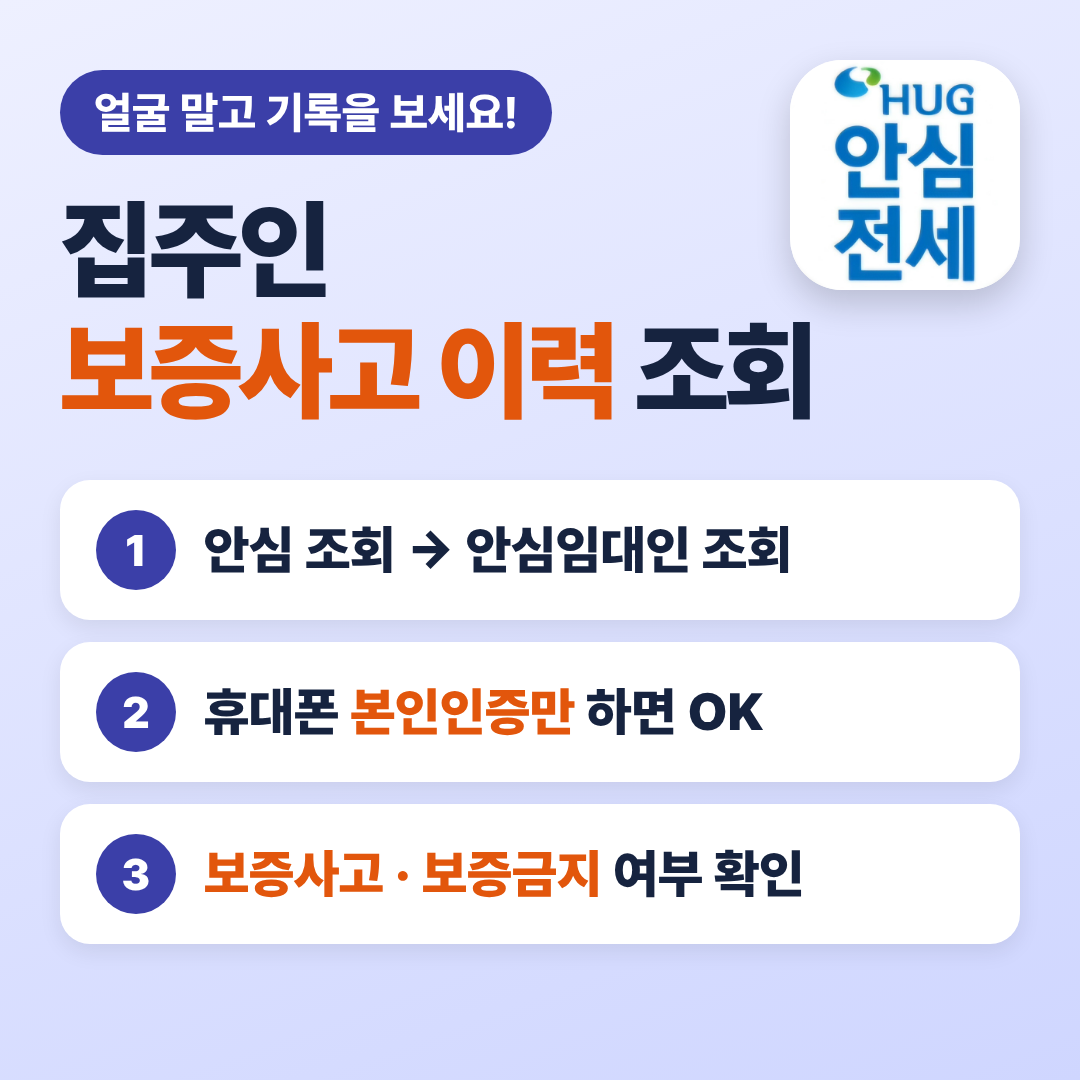 얼굴 말고 기록을 보세요!
HUG
안심
전세
집주인
보증사고 이력 조회
1 안심 조회 → 안심임대인 조회
2 휴대폰 본인인증만 하면 OK
3 보증사고 · 보증금지 여부 확인